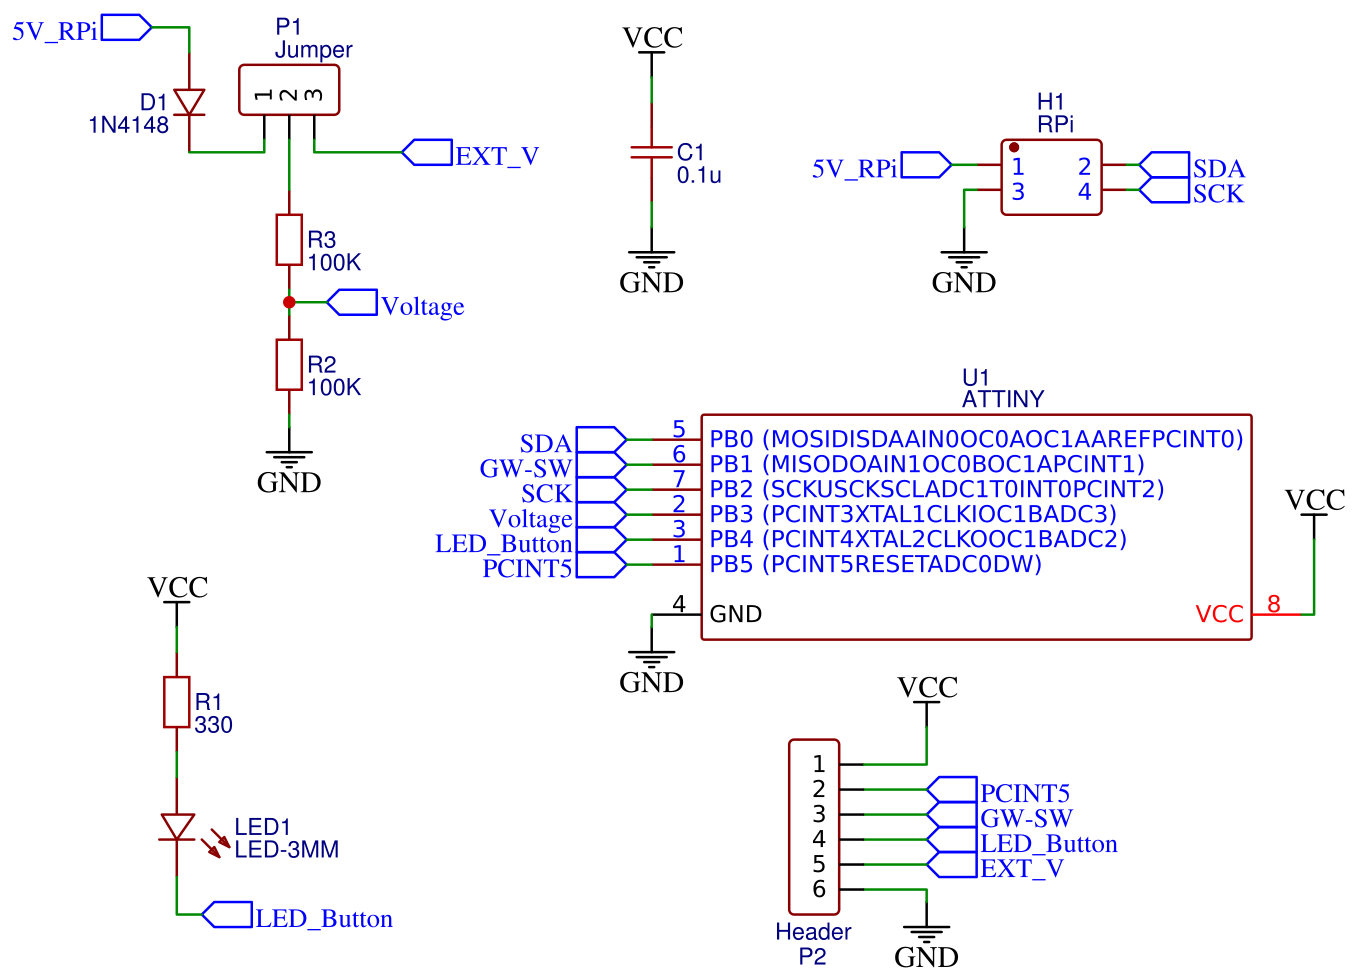 5V_RPi
P1
Jumper
1 2 3
D1
1N4148
EXT_V
R3
100K
Voltage
R2
100K
GND
VCC
C1
0.1u
GND
H1
RPi
5V_RPi
1 2
3 4
SDA
SCK
GND
U1
ATTINY
SDA 5 PB0 (MOSIDISDAAIN0OC0AOC1AAREFPCINT0)
GW-SW 6 PB1 (MISODOAIN1OC0BOC1APCINT1)
SCK 7 PB2 (SCKUSCKSCLADC1T0INT0PCINT2)
Voltage 2 PB3 (PCINT3XTAL1CLKIOC1BADC3)
LED_Button 3 PB4 (PCINT4XTAL2CLKOOC1BADC2)
PCINT5 1 PB5 (PCINT5RESETADC0DW)
4 GND
VCC 8
VCC
GND
VCC
R1
330
LED1
LED-3MM
LED_Button
VCC
1
2 PCINT5
3 GW-SW
4 LED_Button
5 EXT_V
6
Header
P2
GND